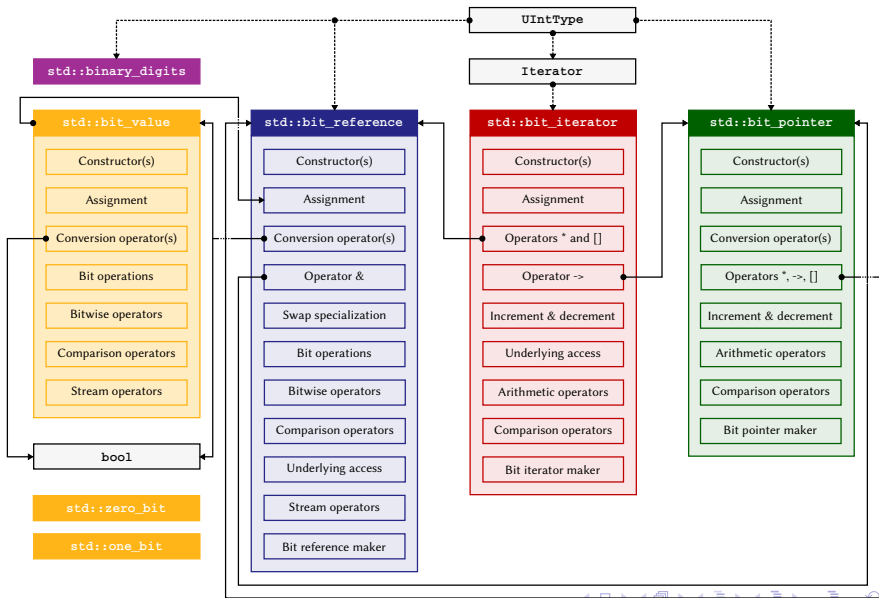 UIntType
std::binary_digits
Iterator
std::bit_value
Constructor(s)
Assignment
Conversion operator(s)
Bit operations
Bitwise operators
Comparison operators
Stream operators
bool
std::zero_bit
std::one_bit
std::bit_reference
Constructor(s)
Assignment
Conversion operator(s)
Operator &
Swap specialization
Bit operations
Bitwise operators
Comparison operators
Underlying access
Stream operators
Bit reference maker
std::bit_iterator
Constructor(s)
Assignment
Operators * and []
Operator ->
Increment & decrement
Underlying access
Arithmetic operators
Comparison operators
Bit iterator maker
std::bit_pointer
Constructor(s)
Assignment
Conversion operator(s)
Operators *, ->, []
Increment & decrement
Arithmetic operators
Comparison operators
Bit pointer maker